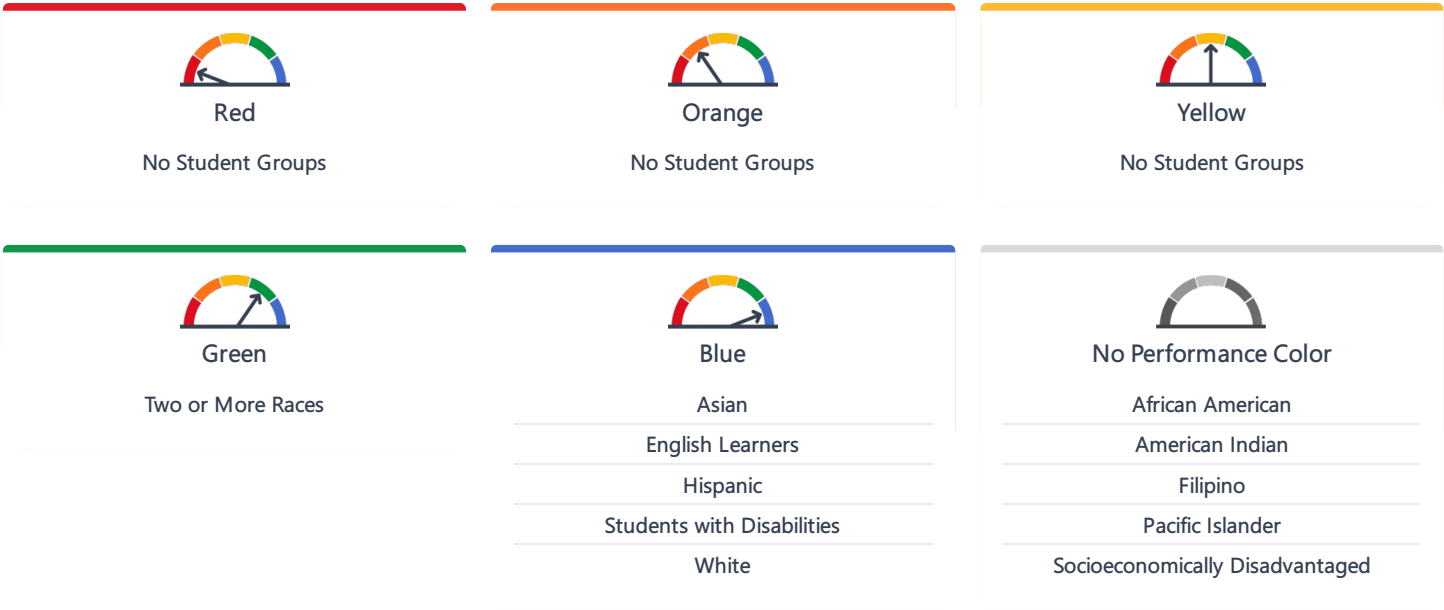 Red
No Student Groups
Orange
No Student Groups
Yellow
No Student Groups
Green
Two or More Races
Blue
Asian
English Learners
Hispanic
Students with Disabilities
White
No Performance Color
African American
American Indian
Filipino
Pacific Islander
Socioeconomically Disadvantaged